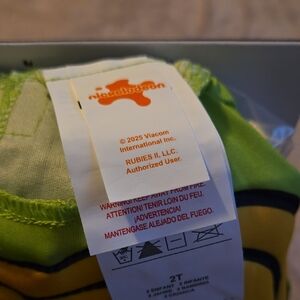 nickelodeon
© 2025 Viacom
International Inc.
RUBIES II, LLC.
Authorized User.
WARNING! KEEP AWAY FROM FIRE.
ATTENTION! TENIR LOIN DU FEU.
¡ADVERTENCIA!
MANTENGASE ALEJADO DEL FUEGO.
2T